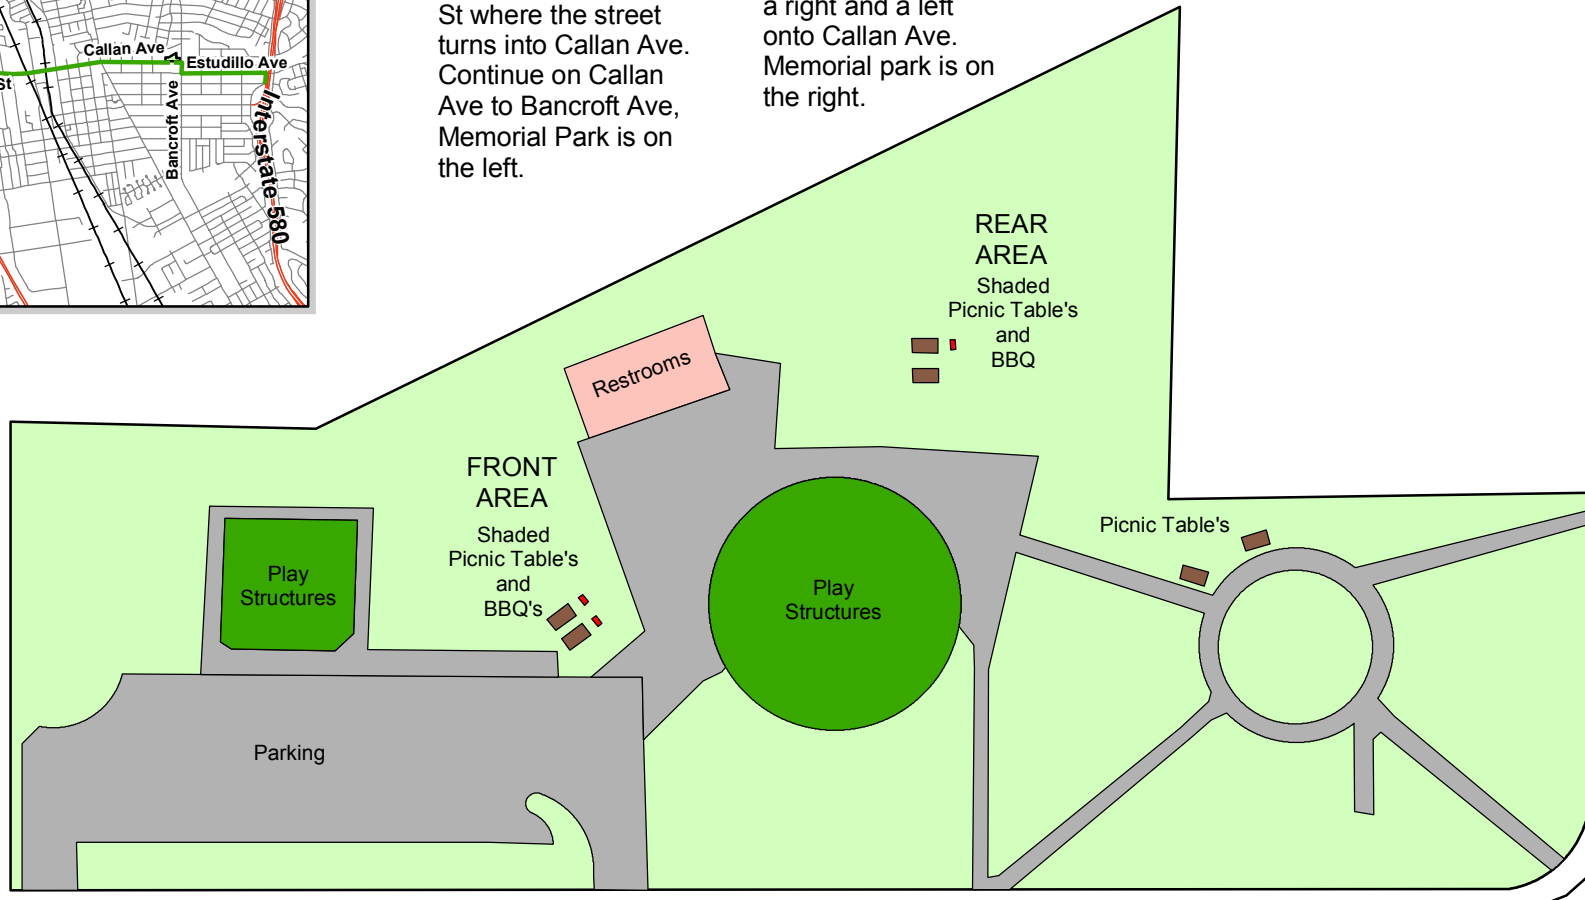 Callan Ave
Estudillo Ave
St
Bancroft Ave
Interstate 580
St where the street
turns into Callan Ave.
Continue on Callan
Ave to Bancroft Ave,
Memorial Park is on
the left.
a right and a left
onto Callan Ave.
Memorial park is on
the right.
REAR
AREA
Shaded
Picnic Table's
and
BBQ
Restrooms
FRONT
AREA
Shaded
Picnic Table's
and
BBQ's
Play
Structures
Play
Structures
Picnic Table's
Parking